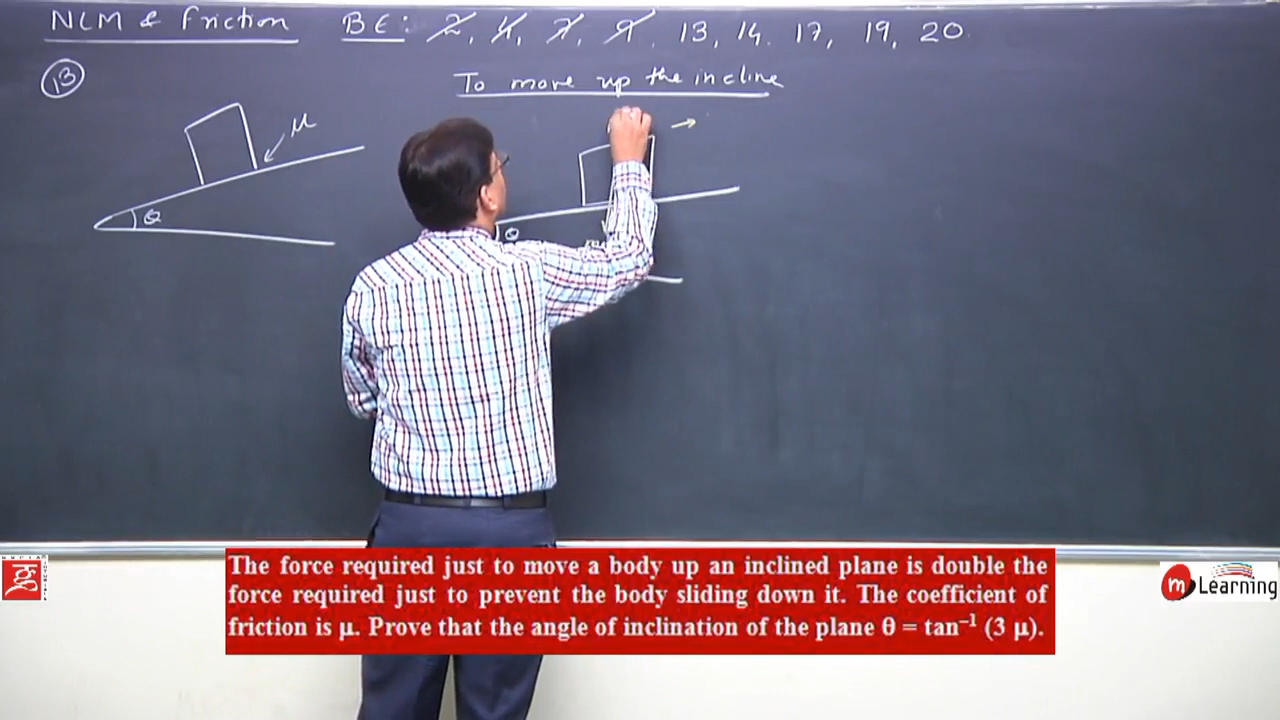 NLM & Friction BE: 2, 4, 7, 9, 13, 14. 17, 19, 20
13
To move up the incline
μ
θ
θ
The force required just to move a body up an inclined plane is double the
force required just to prevent the body sliding down it. The coefficient of
friction is μ. Prove that the angle of inclination of the plane θ = tan⁻¹ (3 μ).
m Learning